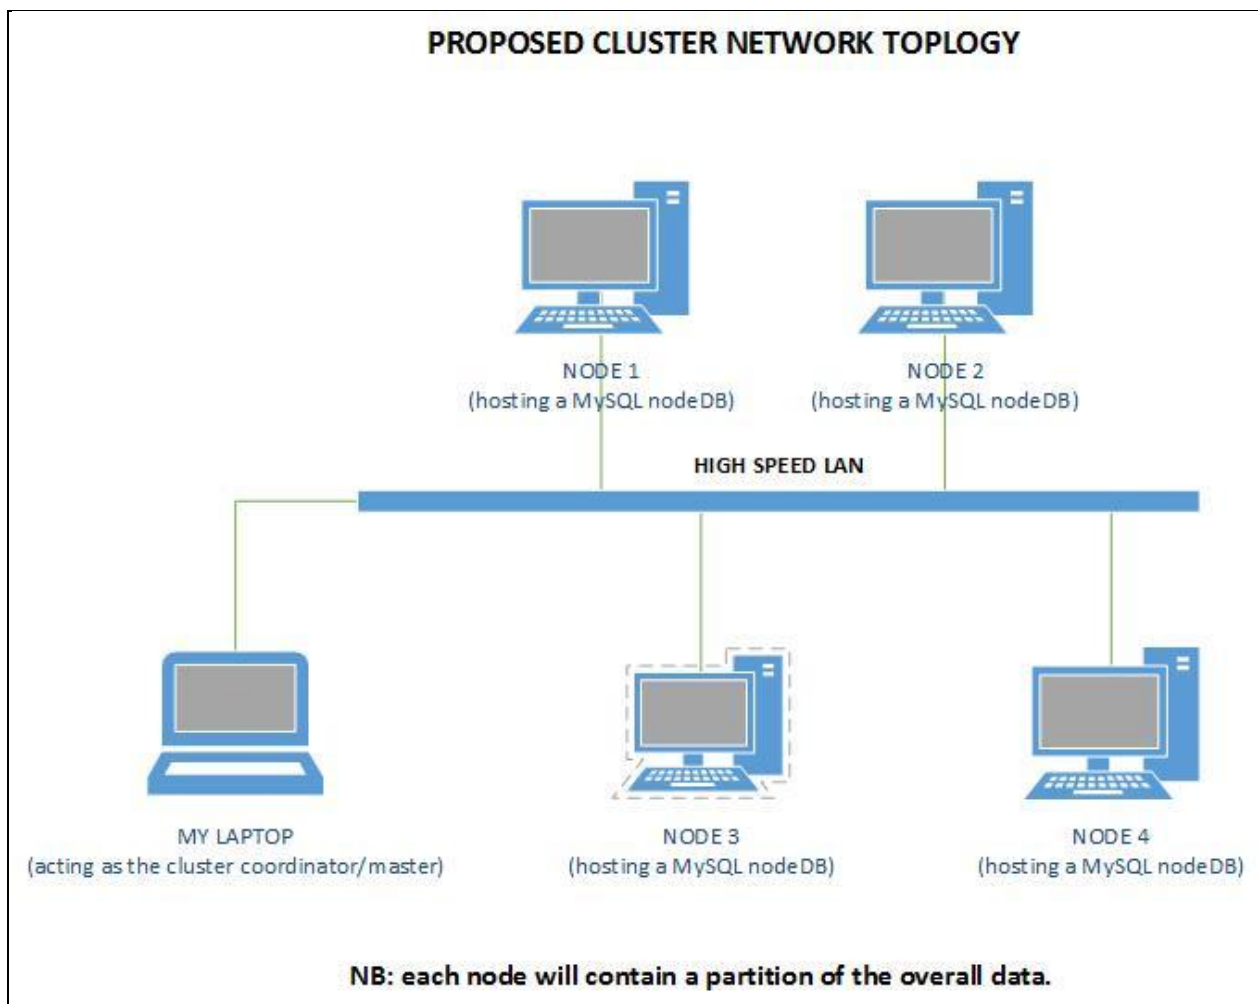 PROPOSED CLUSTER NETWORK TOPLOGY
NODE 1
(hosting a MySQL nodeDB)
NODE 2
(hosting a MySQL nodeDB)
HIGH SPEED LAN
MY LAPTOP
(acting as the cluster coordinator/master)
NODE 3
(hosting a MySQL nodeDB)
NODE 4
(hosting a MySQL nodeDB)
NB: each node will contain a partition of the overall data.